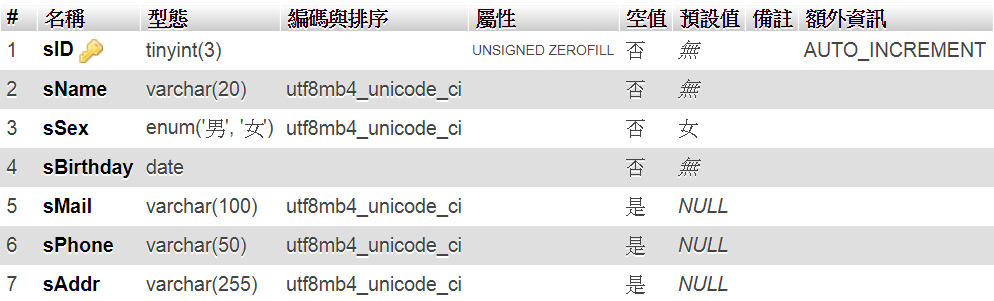 # 名稱 型態 編碼與排序 屬性 空值 預設值 備註 額外資訊
1 sID tinyint(3) UNSIGNED ZEROFILL 否 無 AUTO_INCREMENT
2 sName varchar(20) utf8mb4_unicode_ci 否 無
3 sSex enum('男', '女') utf8mb4_unicode_ci 否 女
4 sBirthday date 否 無
5 sMail varchar(100) utf8mb4_unicode_ci 是 NULL
6 sPhone varchar(50) utf8mb4_unicode_ci 是 NULL
7 sAddr varchar(255) utf8mb4_unicode_ci 是 NULL